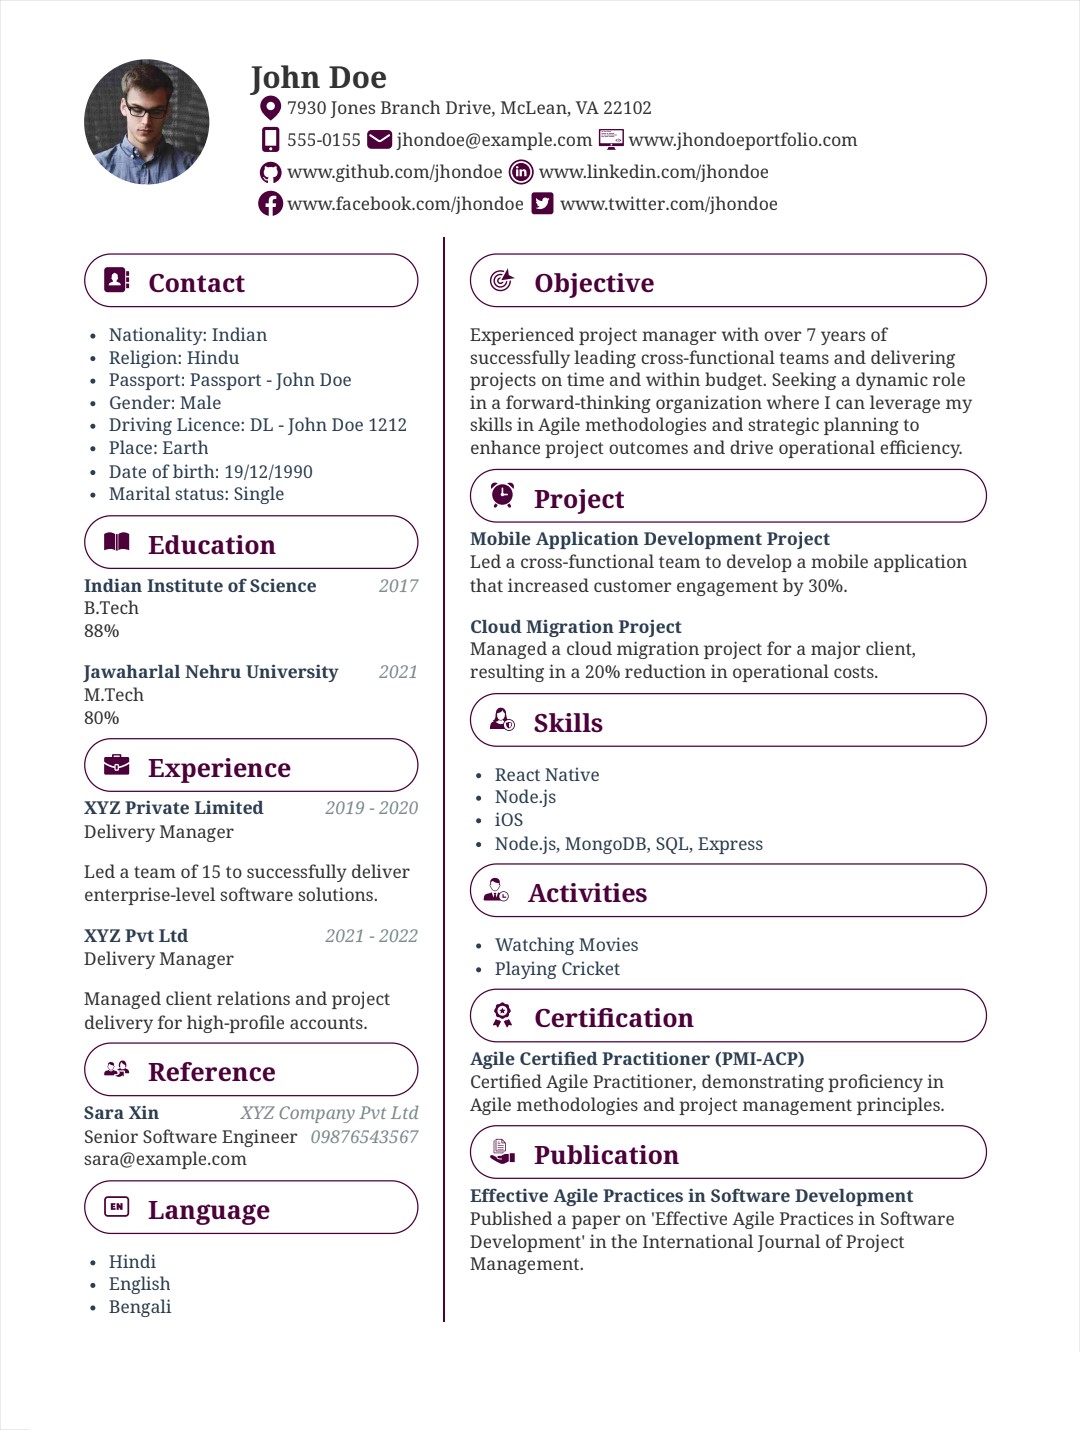 John Doe
7930 Jones Branch Drive, McLean, VA 22102
555-0155 jhondoe@example.com www.jhondoeportfolio.com
www.github.com/jhondoe www.linkedin.com/jhondoe
www.facebook.com/jhondoe www.twitter.com/jhondoe
Contact
• Nationality: Indian
• Religion: Hindu
• Passport: Passport - John Doe
• Gender: Male
• Driving Licence: DL - John Doe 1212
• Place: Earth
• Date of birth: 19/12/1990
• Marital status: Single
Education
Indian Institute of Science 2017
B.Tech
88%
Jawaharlal Nehru University 2021
M.Tech
80%
Experience
XYZ Private Limited 2019 - 2020
Delivery Manager
Led a team of 15 to successfully deliver
enterprise-level software solutions.
XYZ Pvt Ltd 2021 - 2022
Delivery Manager
Managed client relations and project
delivery for high-profile accounts.
Reference
Sara Xin XYZ Company Pvt Ltd
Senior Software Engineer 09876543567
sara@example.com
EN Language
• Hindi
• English
• Bengali
Objective
Experienced project manager with over 7 years of
successfully leading cross-functional teams and delivering
projects on time and within budget. Seeking a dynamic role
in a forward-thinking organization where I can leverage my
skills in Agile methodologies and strategic planning to
enhance project outcomes and drive operational efficiency.
Project
Mobile Application Development Project
Led a cross-functional team to develop a mobile application
that increased customer engagement by 30%.
Cloud Migration Project
Managed a cloud migration project for a major client,
resulting in a 20% reduction in operational costs.
Skills
• React Native
• Node.js
• iOS
• Node.js, MongoDB, SQL, Express
Activities
• Watching Movies
• Playing Cricket
Certification
Agile Certified Practitioner (PMI-ACP)
Certified Agile Practitioner, demonstrating proficiency in
Agile methodologies and project management principles.
Publication
Effective Agile Practices in Software Development
Published a paper on 'Effective Agile Practices in Software
Development' in the International Journal of Project
Management.